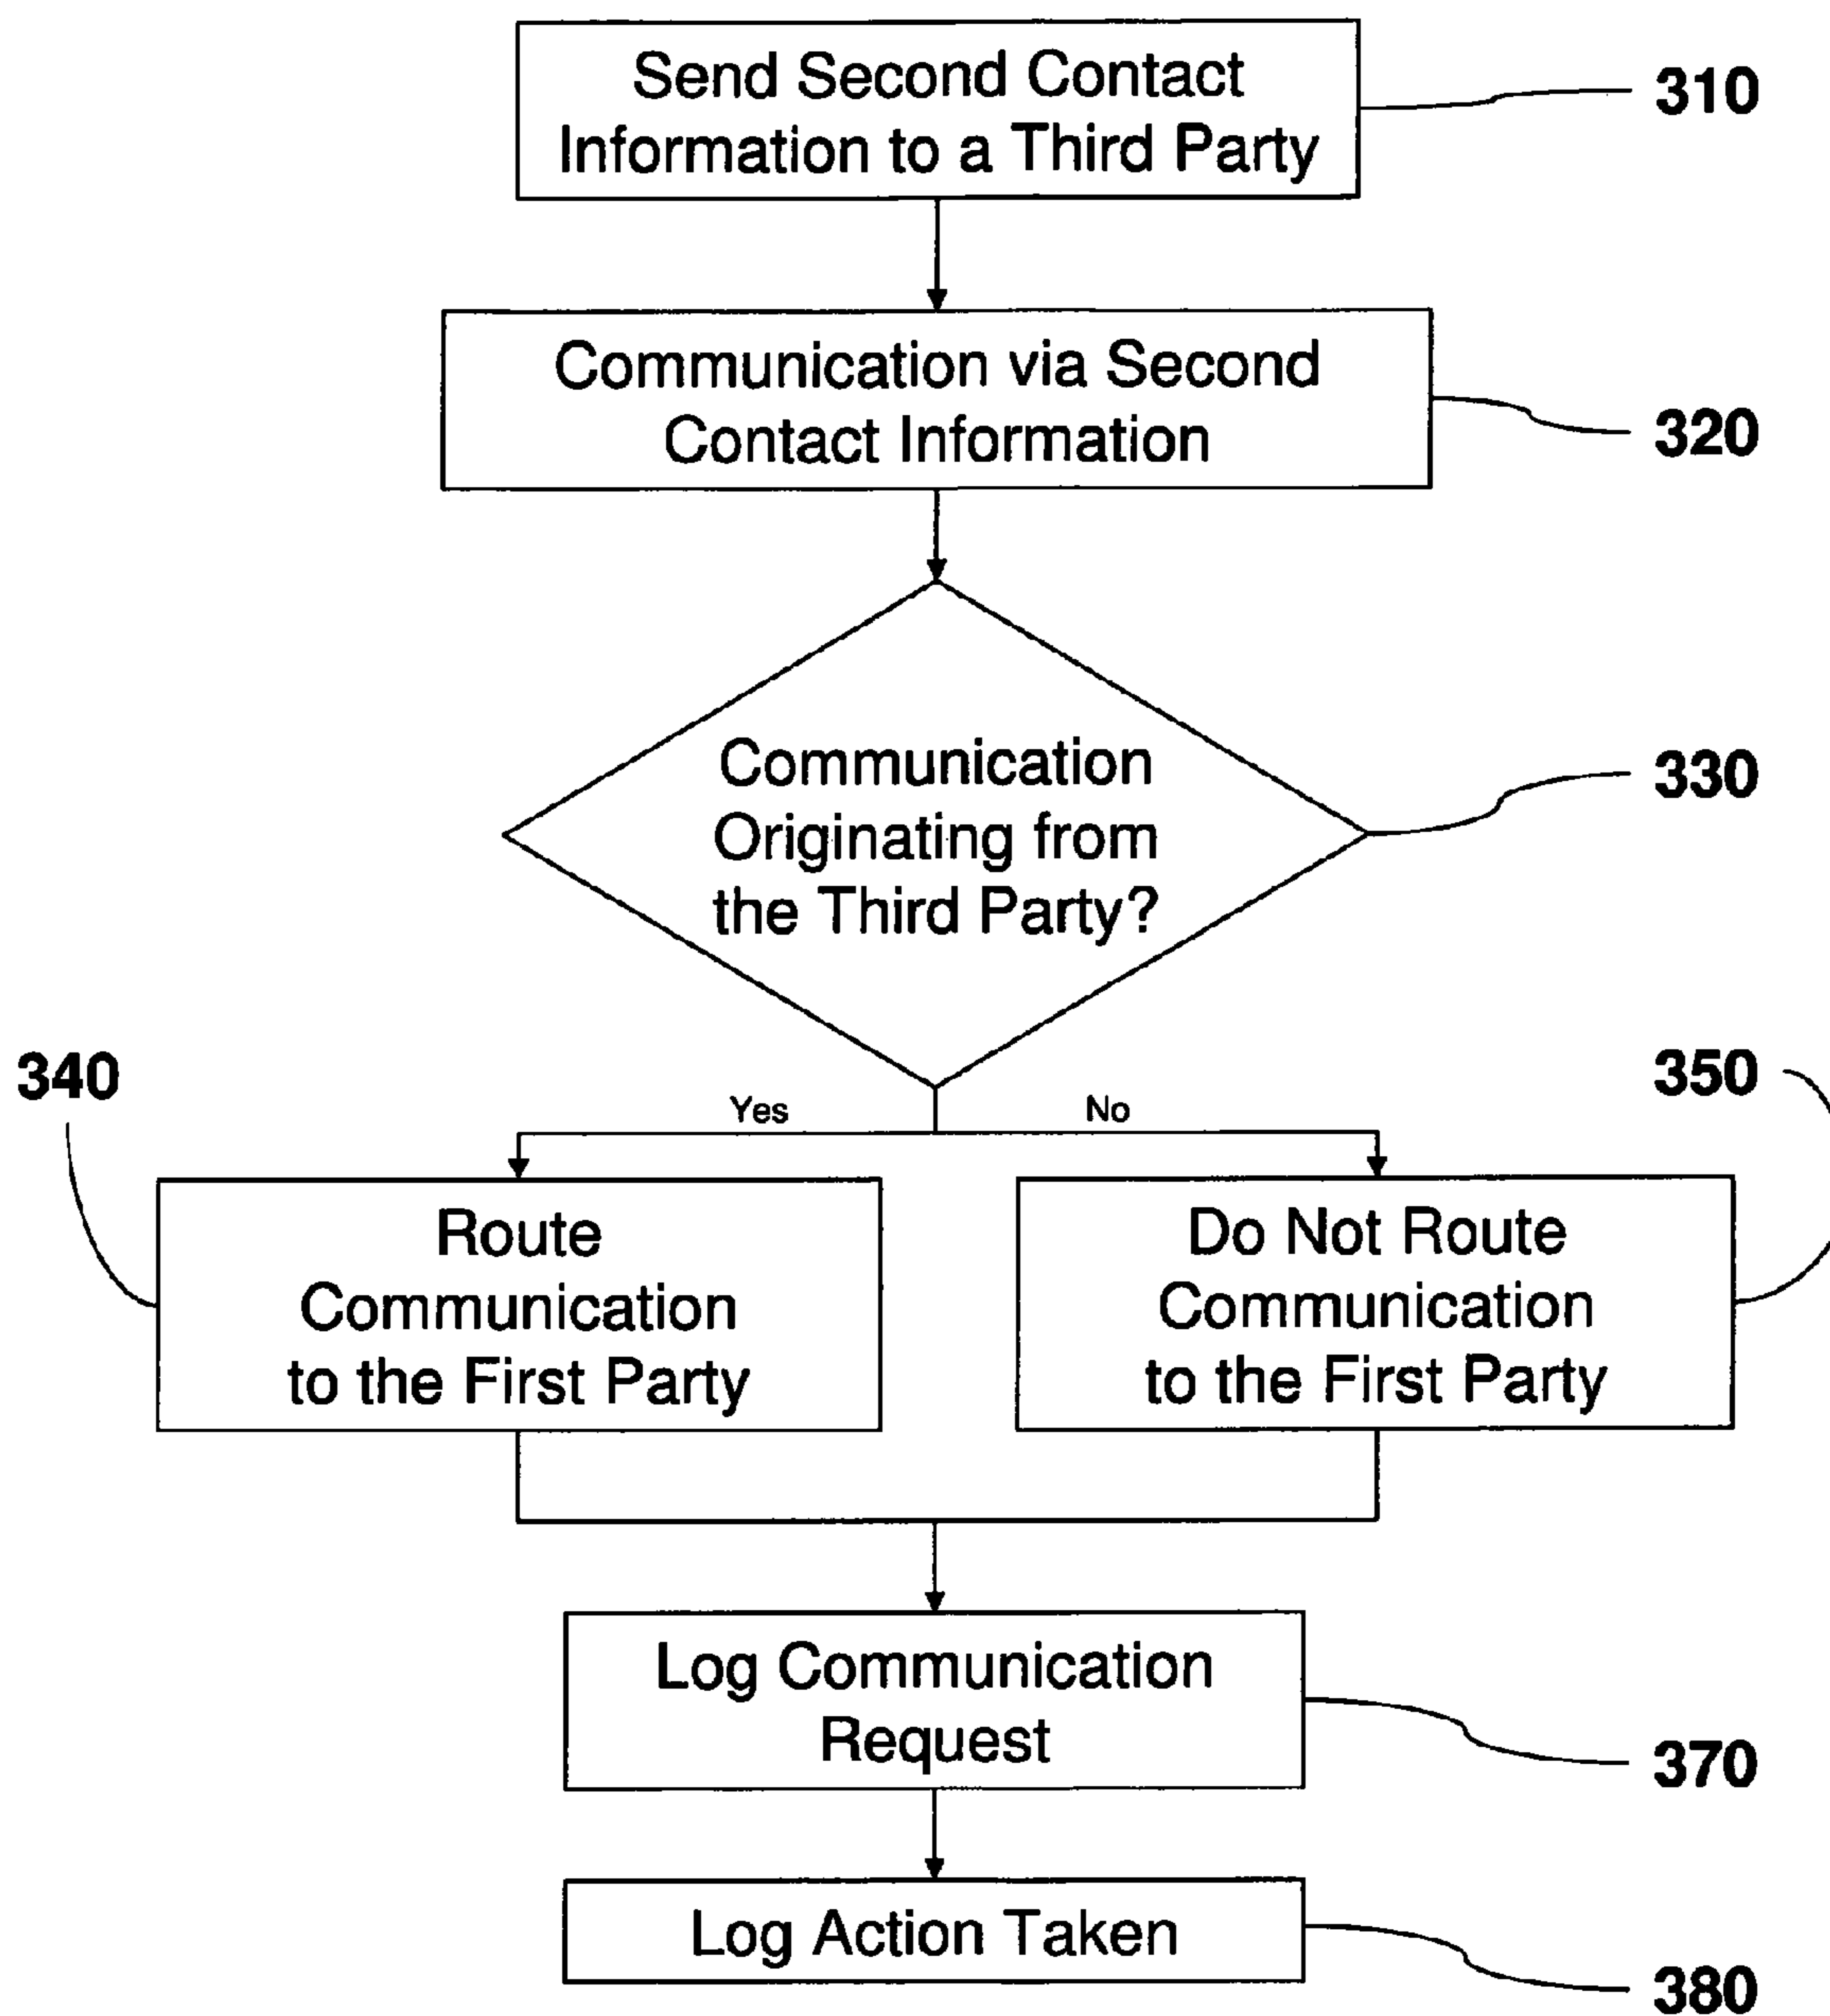 Send Second Contact
Information to a Third Party
310
Communication via Second
Contact Information
320
Communication
Originating from
the Third Party?
330
340
350
Yes
No
Route
Communication
to the First Party
Do Not Route
Communication
to the First Party
Log Communication
Request
370
Log Action Taken
380